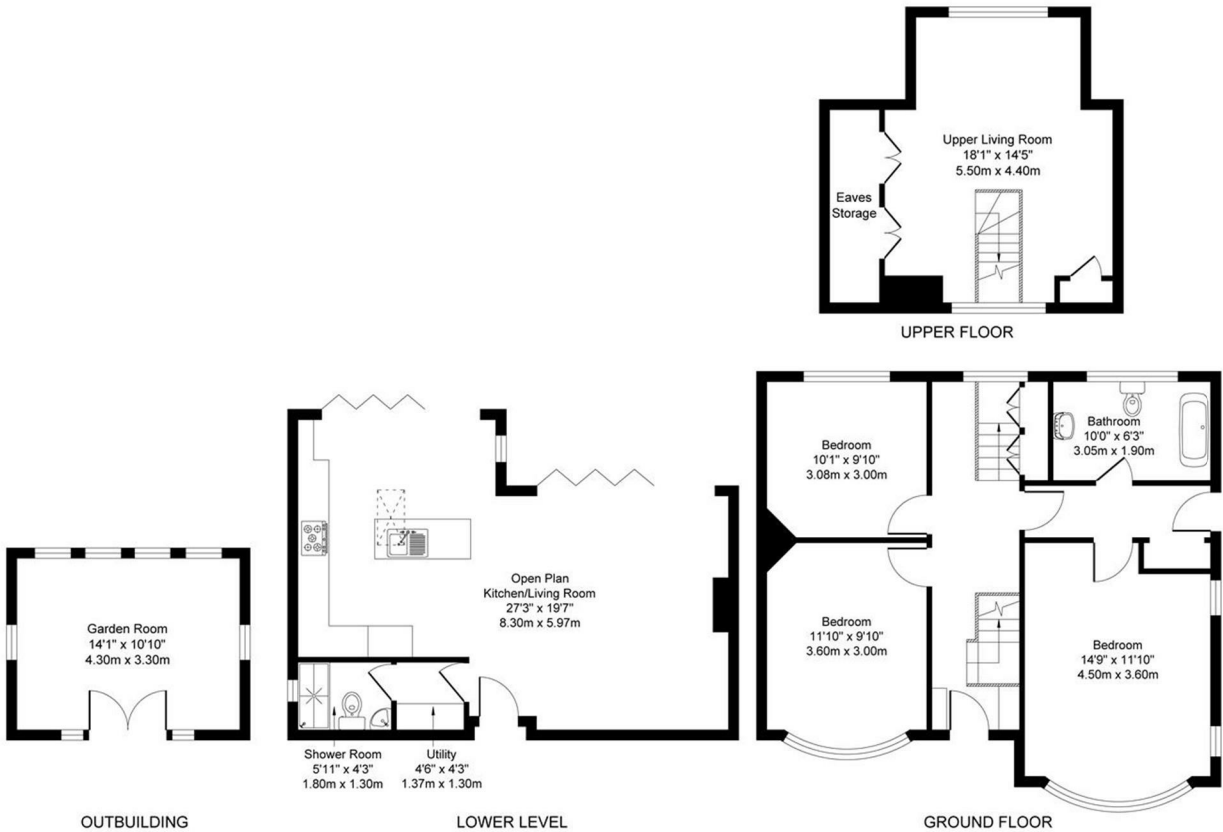 Upper Living Room
18'1" x 14'5"
5.50m x 4.40m
Eaves
Storage
UPPER FLOOR
Garden Room
14'1" x 10'10"
4.30m x 3.30m
OUTBUILDING
Open Plan
Kitchen/Living Room
27'3" x 19'7"
8.30m x 5.97m
Shower Room
5'11" x 4'3"
1.80m x 1.30m
Utility
4'6" x 4'3"
1.37m x 1.30m
LOWER LEVEL
Bedroom
10'1" x 9'10"
3.08m x 3.00m
Bathroom
10'0" x 6'3"
3.05m x 1.90m
Bedroom
11'10" x 9'10"
3.60m x 3.00m
Bedroom
14'9" x 11'10"
4.50m x 3.60m
GROUND FLOOR